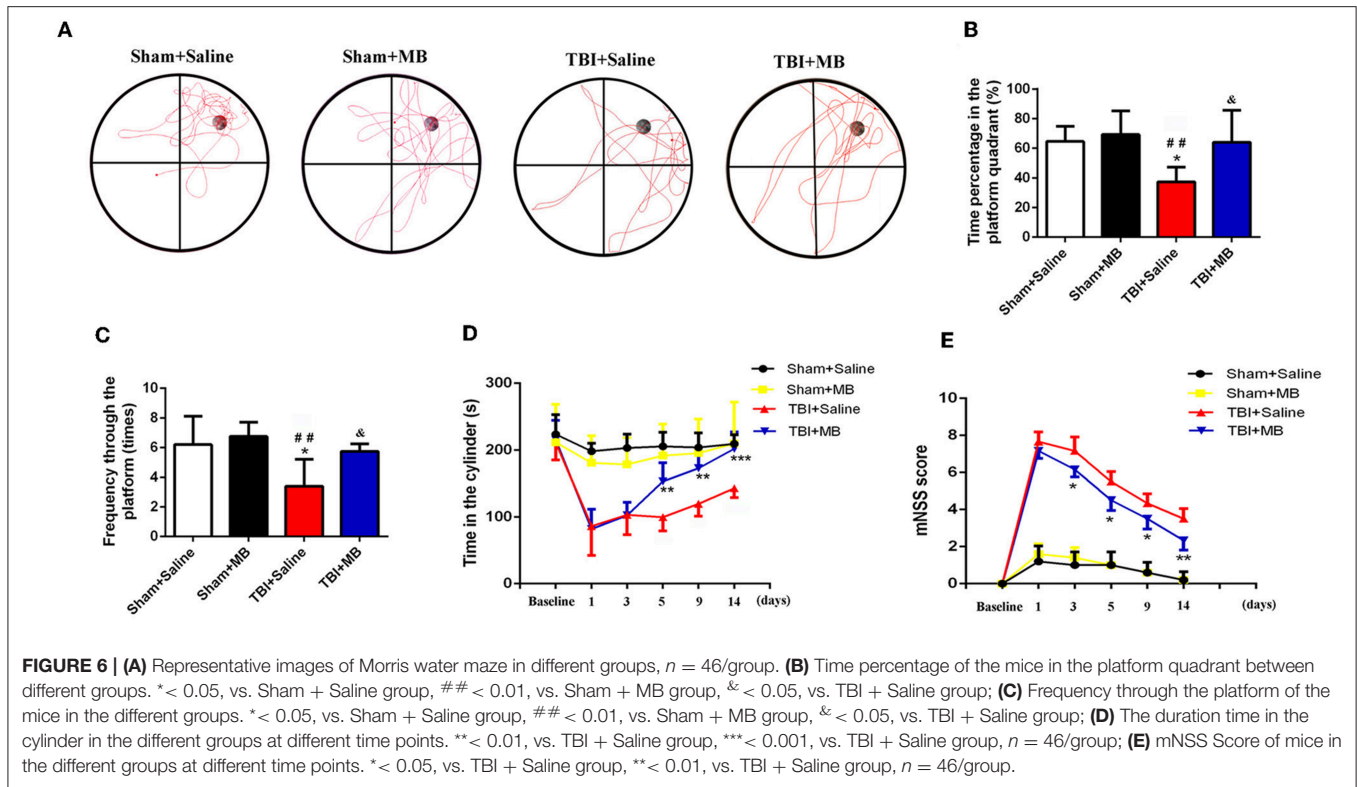 A
Sham+Saline
Sham+MB
TBI+Saline
TBI+MB
B
Time percentage in the
platform quadrant (%)
100
80
60
40
20
0
##
*
&
Sham+Saline
Sham+MB
TBI+Saline
TBI+MB
C
Frequency through the
platform (times)
10
8
6
4
2
0
##
*
&
Sham+Saline
Sham+MB
TBI+Saline
TBI+MB
D
Sham+Saline
Sham+MB
TBI+Saline
TBI+MB
Time in the cylinder (s)
300
200
100
0
**
**
***
Baseline 1 3 5 9 14 (days)
E
Sham+Saline
Sham+MB
TBI+Saline
TBI+MB
mNSS score
10
8
6
4
2
0
*
*
*
**
Baseline 1 3 5 9 14 (days)
FIGURE 6 | (A) Representative images of Morris water maze in different groups, n = 46/group. (B) Time percentage of the mice in the platform quadrant between
different groups. *< 0.05, vs. Sham + Saline group, ##< 0.01, vs. Sham + MB group, &< 0.05, vs. TBI + Saline group; (C) Frequency through the platform of the
mice in the different groups. *< 0.05, vs. Sham + Saline group, ##< 0.01, vs. Sham + MB group, &< 0.05, vs. TBI + Saline group; (D) The duration time in the
cylinder in the different groups at different time points. **< 0.01, vs. TBI + Saline group, ***< 0.001, vs. TBI + Saline group, n = 46/group; (E) mNSS Score of mice in
the different groups at different time points. *< 0.05, vs. TBI + Saline group, **< 0.01, vs. TBI + Saline group, n = 46/group.